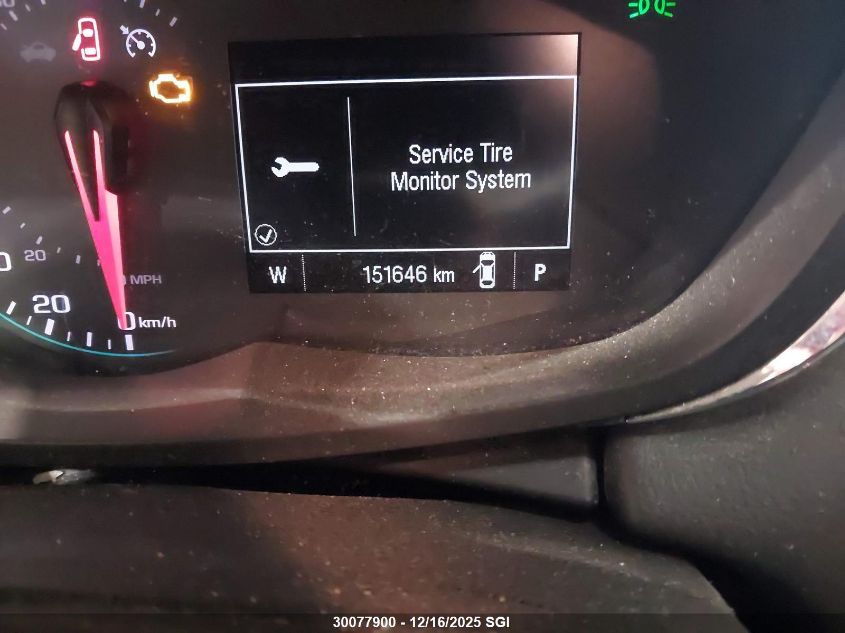 Service Tire
Monitor System
W 151646 km P
20
MPH
20
0 km/h
30077900 - 12/16/2025 SGI